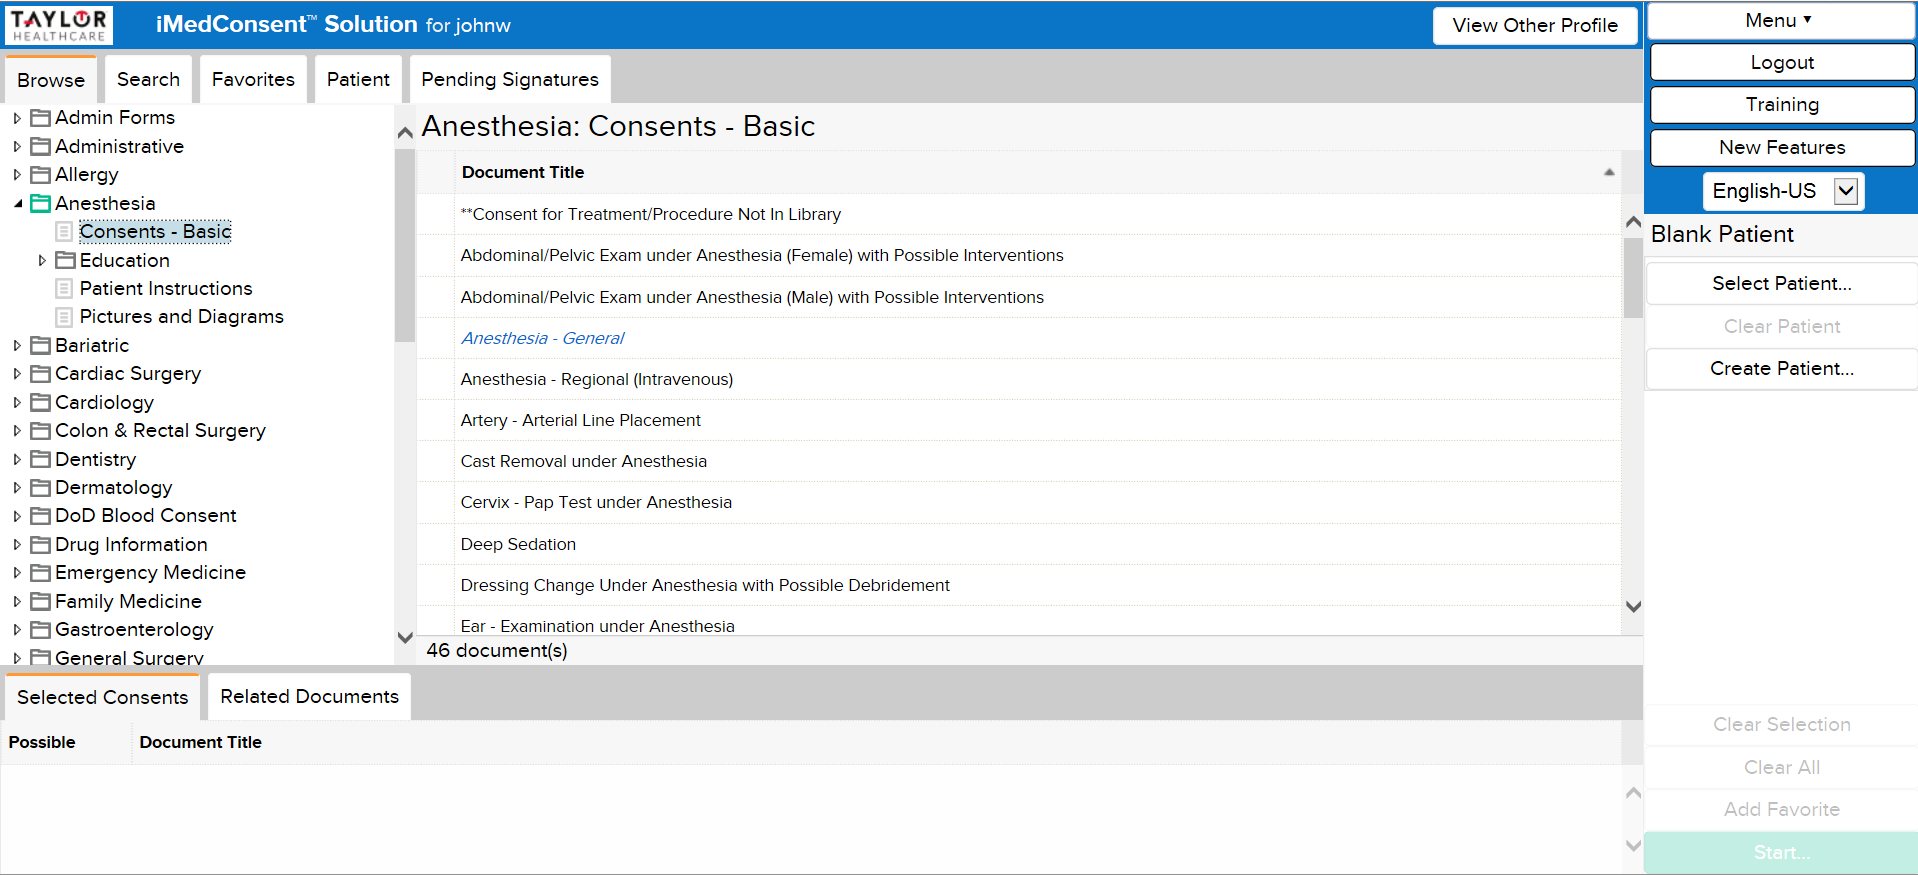 TAYLOR
HEALTHCARE
iMedConsent™ Solution for johnw
View Other Profile
Menu ▾
Logout
Training
New Features
English-US
Browse
Search
Favorites
Patient
Pending Signatures
Admin Forms
Administrative
Allergy
Anesthesia
Consents - Basic
Education
Patient Instructions
Pictures and Diagrams
Bariatric
Cardiac Surgery
Cardiology
Colon & Rectal Surgery
Dentistry
Dermatology
DoD Blood Consent
Drug Information
Emergency Medicine
Family Medicine
Gastroenterology
General Surgery
Anesthesia: Consents - Basic
Document Title
**Consent for Treatment/Procedure Not In Library
Abdominal/Pelvic Exam under Anesthesia (Female) with Possible Interventions
Abdominal/Pelvic Exam under Anesthesia (Male) with Possible Interventions
Anesthesia - General
Anesthesia - Regional (Intravenous)
Artery - Arterial Line Placement
Cast Removal under Anesthesia
Cervix - Pap Test under Anesthesia
Deep Sedation
Dressing Change Under Anesthesia with Possible Debridement
Ear - Examination under Anesthesia
46 document(s)
Blank Patient
Select Patient...
Clear Patient
Create Patient...
Selected Consents
Related Documents
Possible
Document Title
Clear Selection
Clear All
Add Favorite
Start...